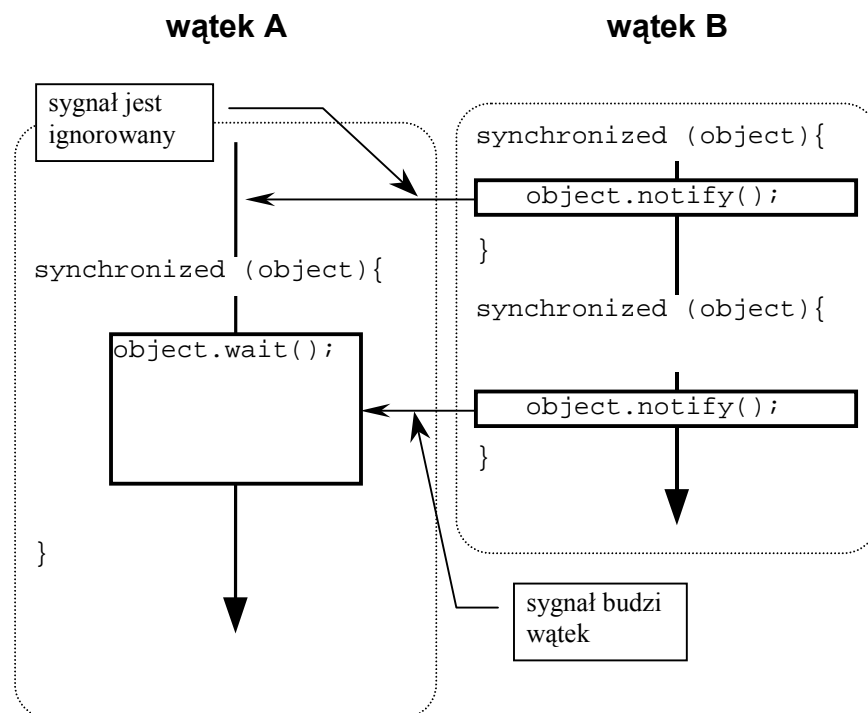 wątek A
wątek B
sygnał jest
ignorowany
synchronized (object){
object.wait();
}
synchronized (object){
object.notify();
}
synchronized (object){
object.notify();
}
sygnał budzi
wątek